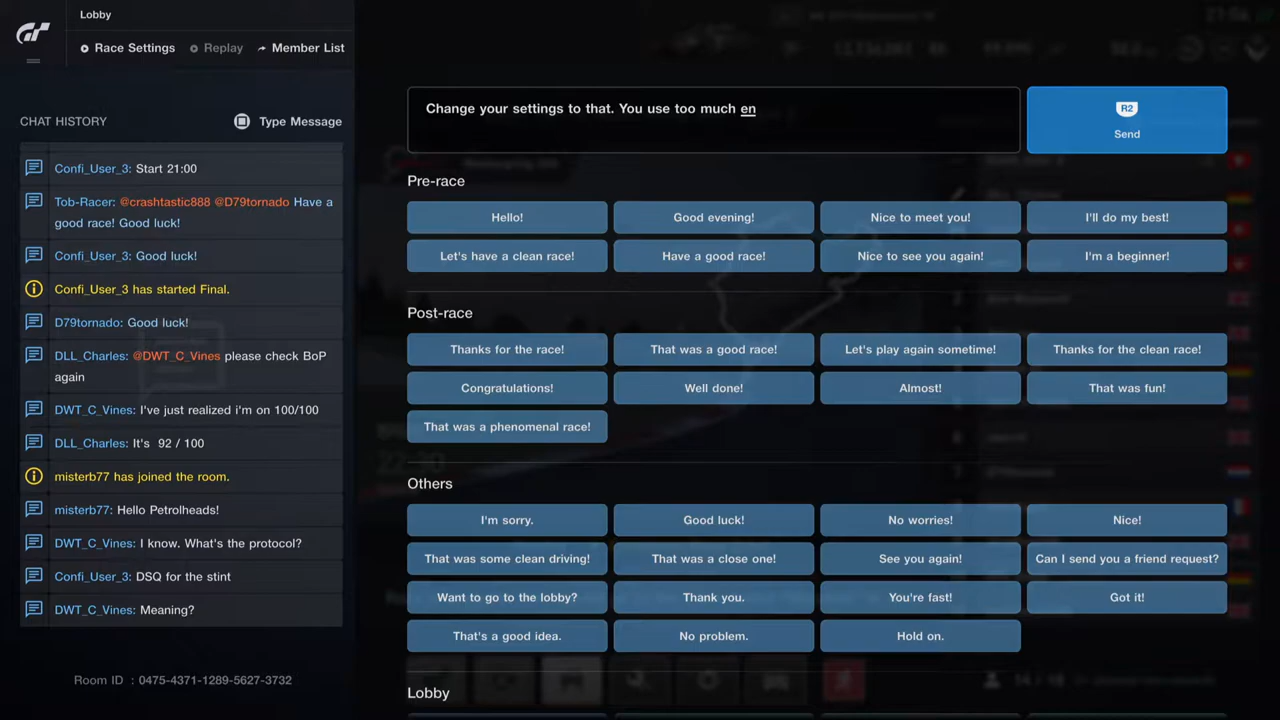 Lobby
Race Settings
Replay
Member List
CHAT HISTORY
Type Message
Confi_User_3: Start 21:00
Tob-Racer: @crashtastic888 @D79tornado Have a
good race! Good luck!
Confi_User_3: Good luck!
Confi_User_3 has started Final.
D79tornado: Good luck!
DLL_Charles: @DWT_C_Vines please check BoP
again
DWT_C_Vines: I've just realized i'm on 100/100
DLL_Charles: It's 92 / 100
misterb77 has joined the room.
misterb77: Hello Petrolheads!
DWT_C_Vines: I know. What's the protocol?
Confi_User_3: DSQ for the stint
DWT_C_Vines: Meaning?
Room ID : 0475-4371-1289-5627-3732
Change your settings to that. You use too much en
R2
Send
Pre-race
Hello!
Good evening!
Nice to meet you!
I'll do my best!
Let's have a clean race!
Have a good race!
Nice to see you again!
I'm a beginner!
Post-race
Thanks for the race!
That was a good race!
Let's play again sometime!
Thanks for the clean race!
Congratulations!
Well done!
Almost!
That was fun!
That was a phenomenal race!
Others
I'm sorry.
Good luck!
No worries!
Nice!
That was some clean driving!
That was a close one!
See you again!
Can I send you a friend request?
Want to go to the lobby?
Thank you.
You're fast!
Got it!
That's a good idea.
No problem.
Hold on.
Lobby